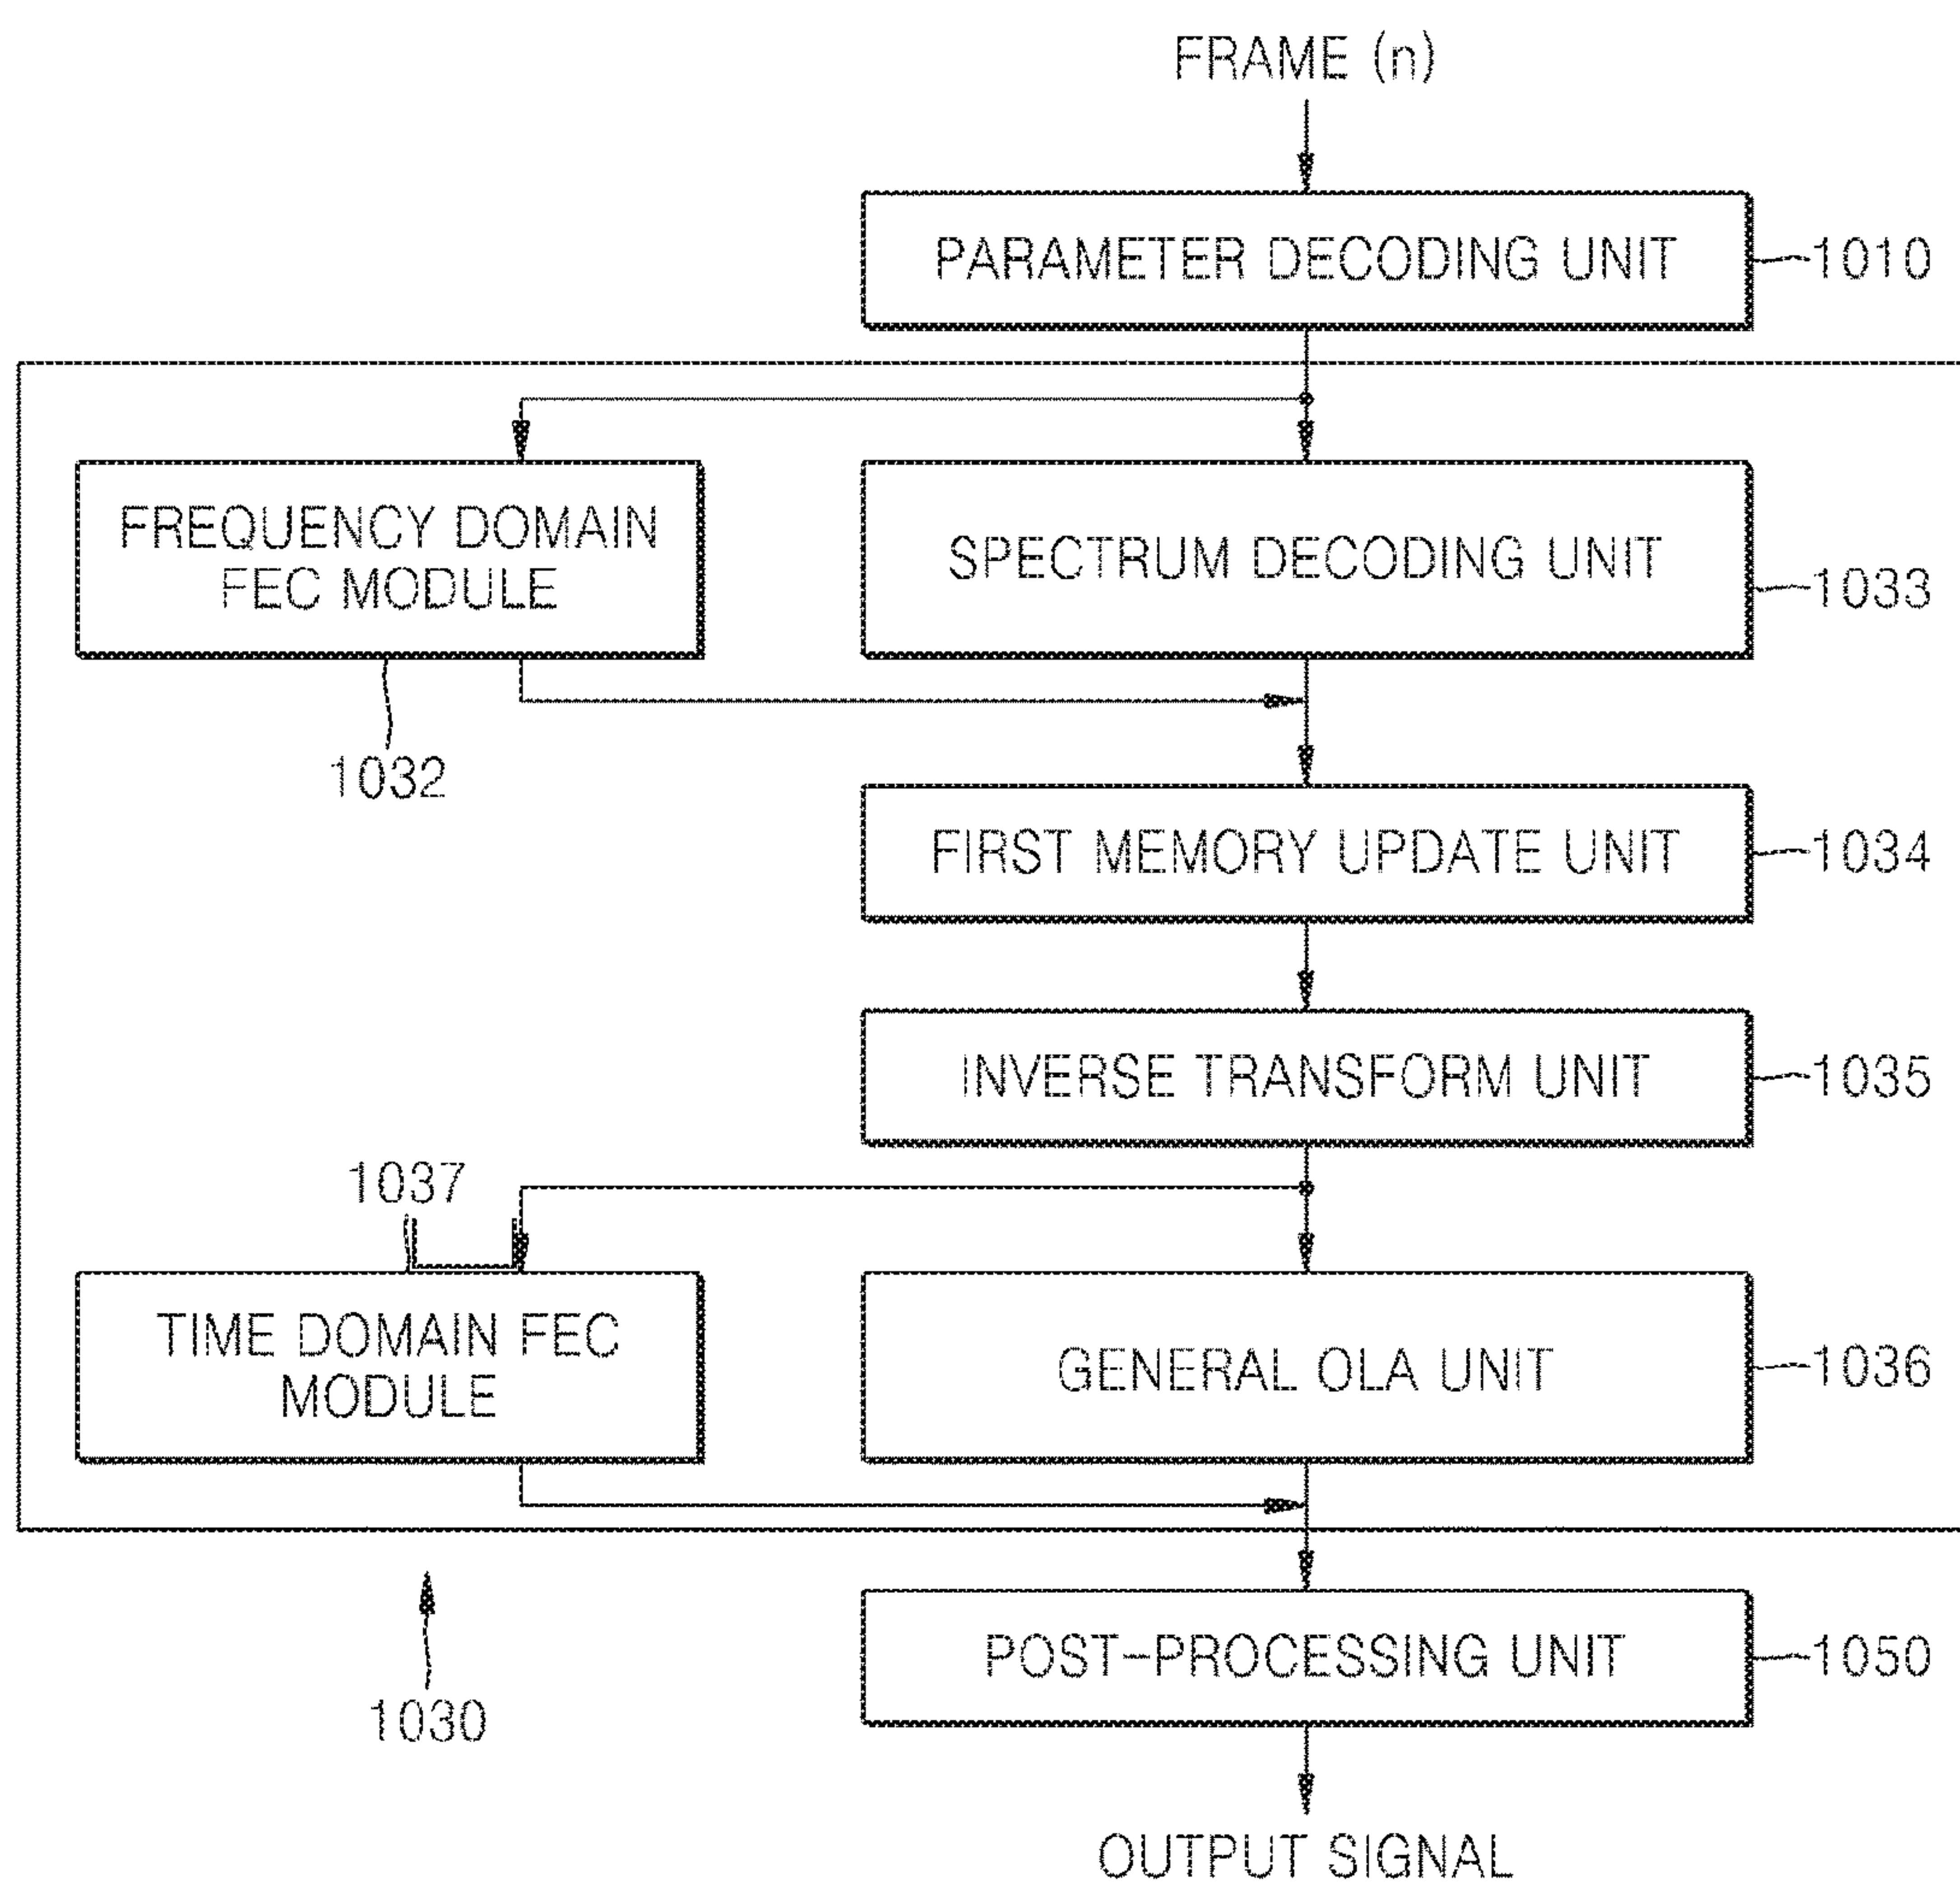 FRAME (n)
PARAMETER DECODING UNIT
1010
FREQUENCY DOMAIN
FEC MODULE
1032
SPECTRUM DECODING UNIT
1033
FIRST MEMORY UPDATE UNIT
1034
INVERSE TRANSFORM UNIT
1035
1037
TIME DOMAIN FEC
MODULE
GENERAL OLA UNIT
1036
1030
POST-PROCESSING UNIT
1050
OUTPUT SIGNAL